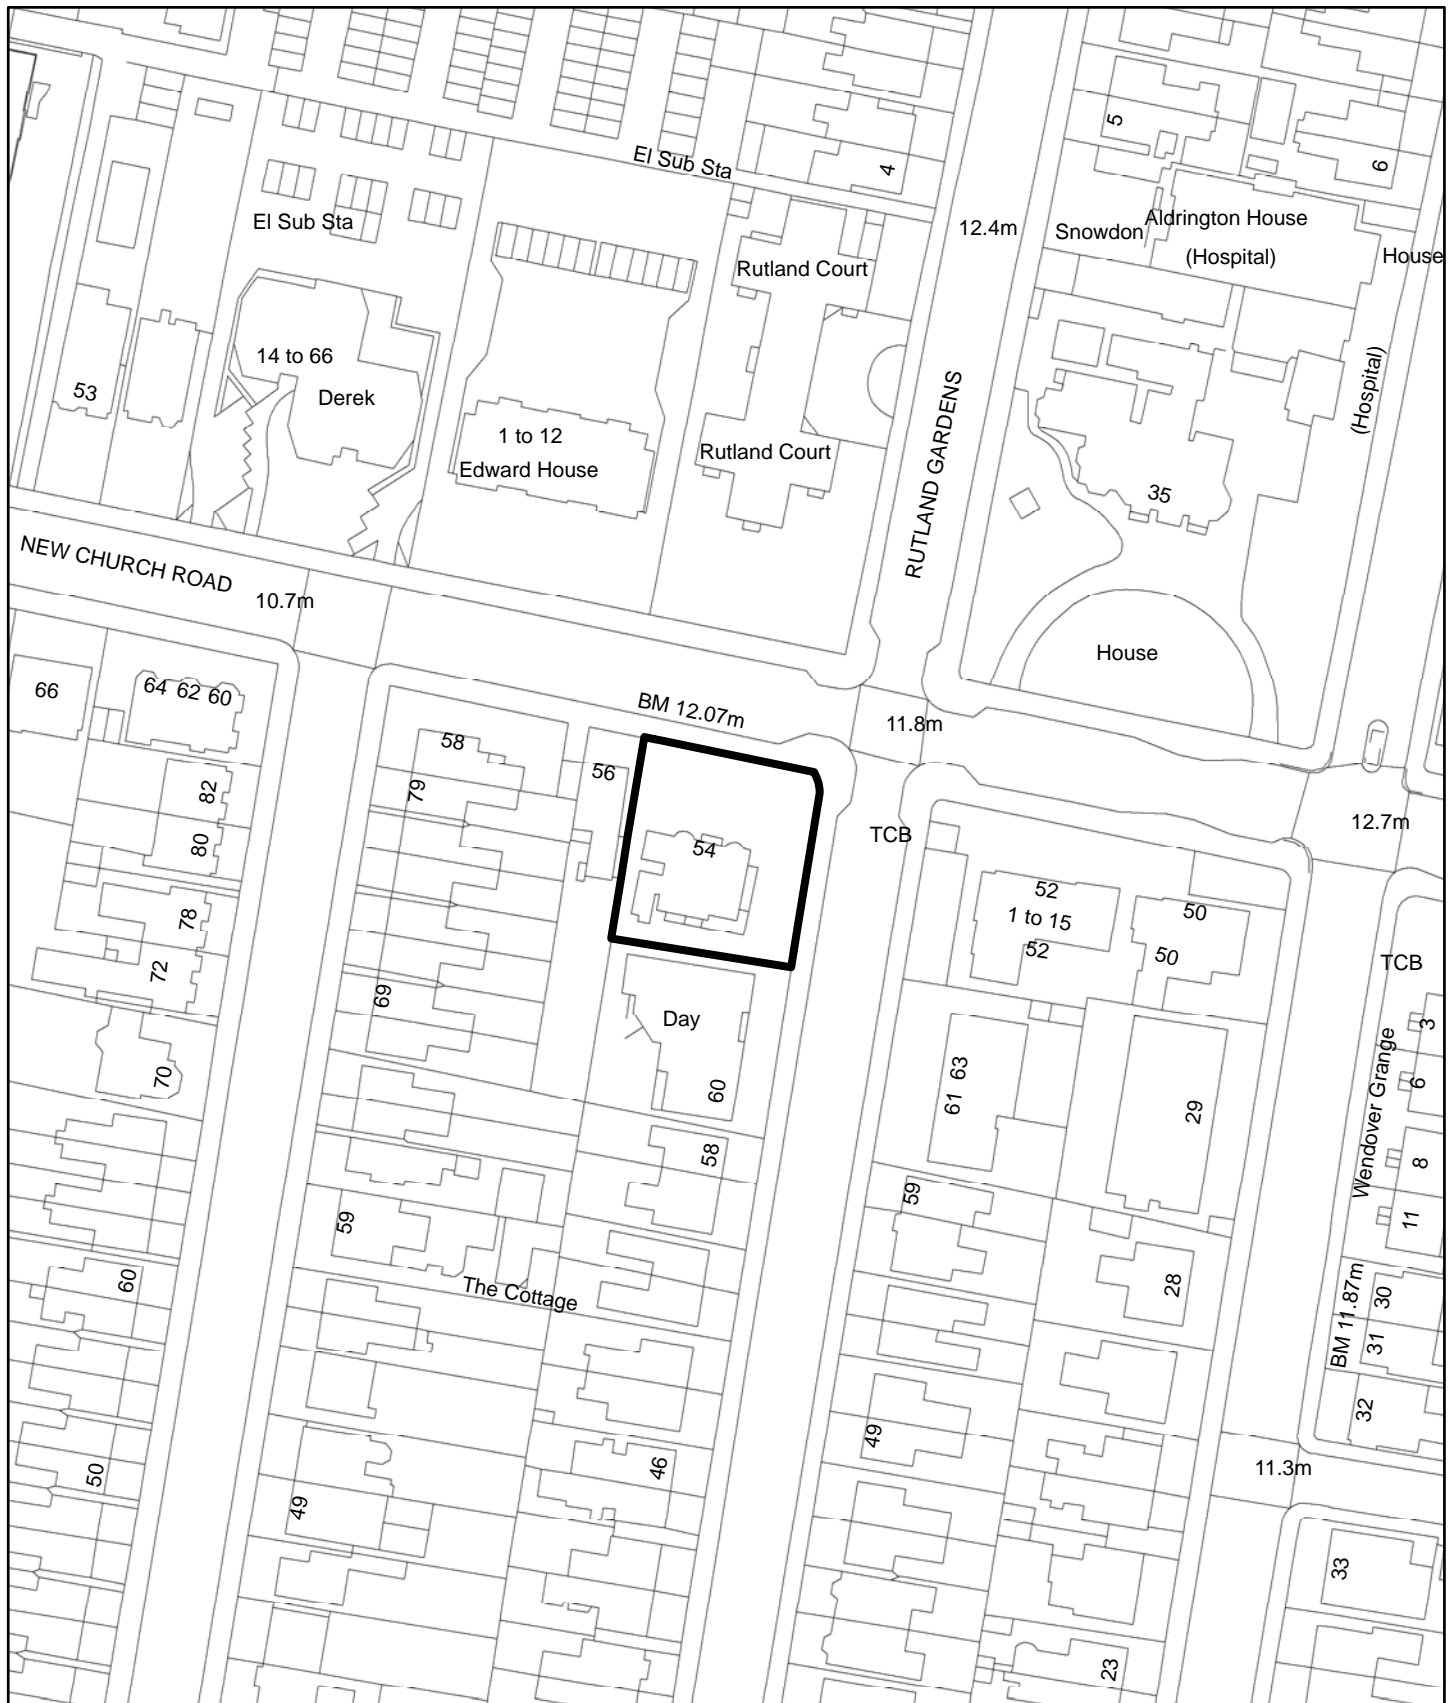 El Sub Sta
4
5
6
El Sub Sta
12.4m
Snowdon
Aldrington House
(Hospital)
House
Rutland Court
14 to 66
Derek
53
1 to 12
Edward House
Rutland Court
RUTLAND GARDENS
35
(Hospital)
NEW CHURCH ROAD
10.7m
House
66
64 62 60
BM 12.07m
11.8m
58
56
79
82
80
54
TCB
12.7m
78
72
52
1 to 15
52
50
50
TCB
69
Day
70
60
61 63
29
3
6
Wendover Grange
58
8
59
59
11
60
The Cottage
28
30
BM 11.87m
31
32
50
49
46
49
11.3m
33
23